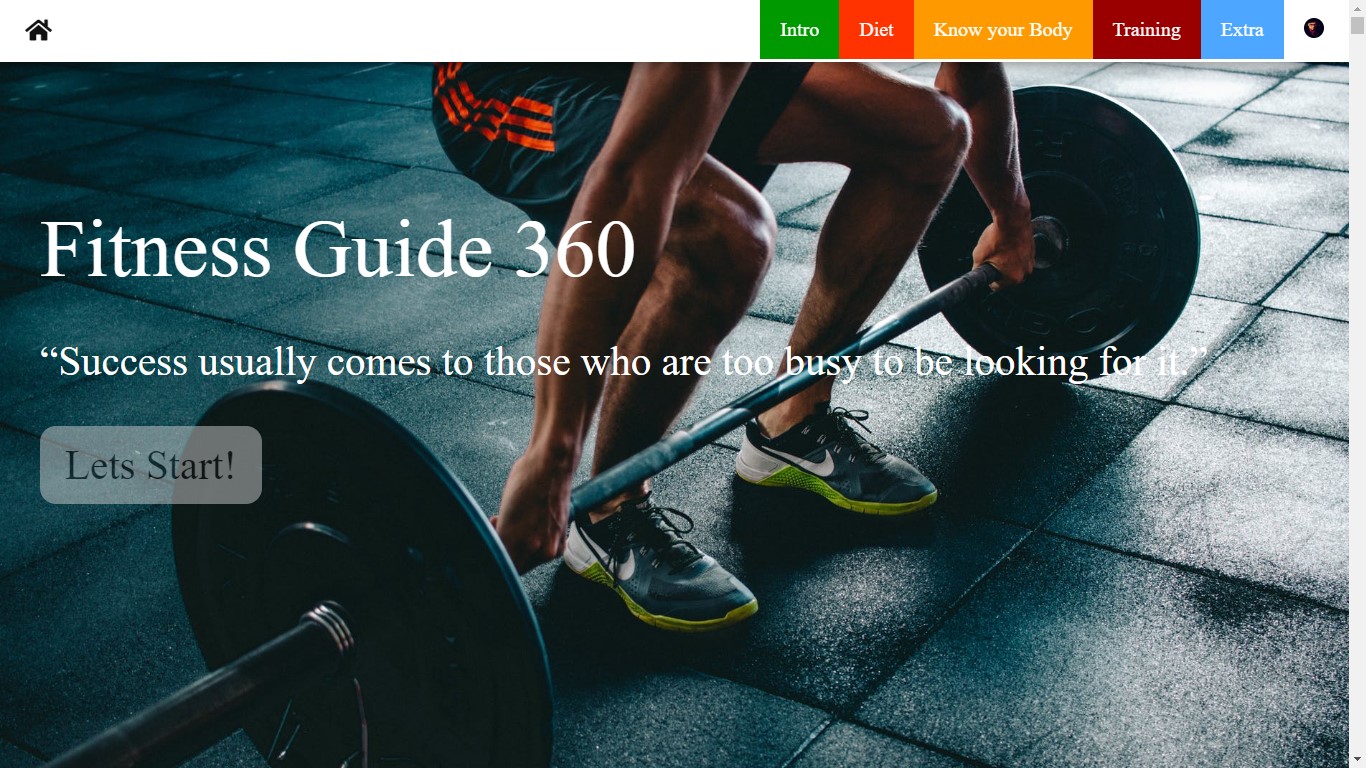 Intro Diet Know your Body Training Extra
Fitness Guide 360
“Success usually comes to those who are too busy to be looking for it.”
Lets Start!